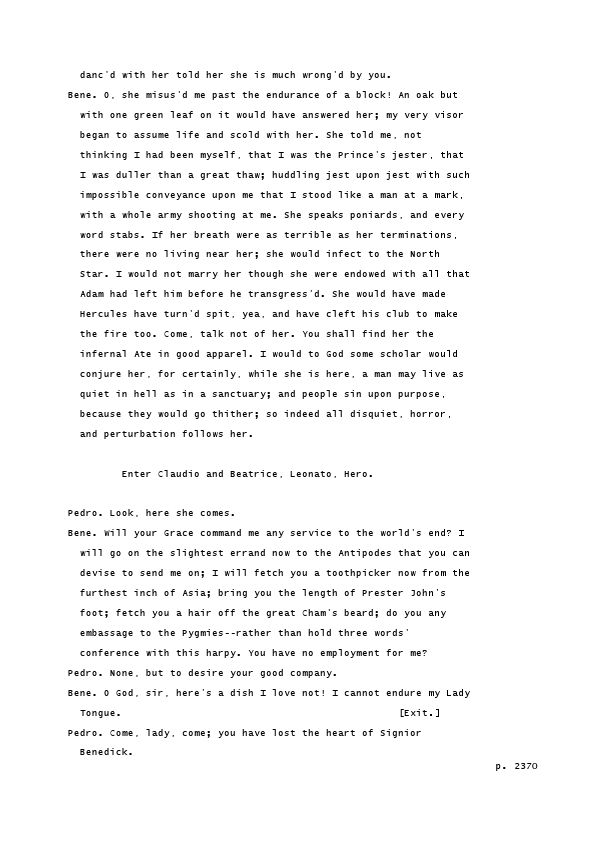 danc'd with her told her she is much wrong'd by you.
Bene. O, she misus'd me past the endurance of a block! An oak but
with one green leaf on it would have answered her; my very visor
began to assume life and scold with her. She told me, not
thinking I had been myself, that I was the Prince's jester, that
I was duller than a great thaw; huddling jest upon jest with such
impossible conveyance upon me that I stood like a man at a mark,
with a whole army shooting at me. She speaks poniards, and every
word stabs. If her breath were as terrible as her terminations,
there were no living near her; she would infect to the North
Star. I would not marry her though she were endowed with all that
Adam had left him before he transgress'd. She would have made
Hercules have turn'd spit, yea, and have cleft his club to make
the fire too. Come, talk not of her. You shall find her the
infernal Ate in good apparel. I would to God some scholar would
conjure her, for certainly, while she is here, a man may live as
quiet in hell as in a sanctuary; and people sin upon purpose,
because they would go thither; so indeed all disquiet, horror,
and perturbation follows her.
Enter Claudio and Beatrice, Leonato, Hero.
Pedro. Look, here she comes.
Bene. Will your Grace command me any service to the world's end? I
will go on the slightest errand now to the Antipodes that you can
devise to send me on; I will fetch you a toothpicker now from the
furthest inch of Asia; bring you the length of Prester John's
foot; fetch you a hair off the great Cham's beard; do you any
embassage to the Pygmies--rather than hold three words'
conference with this harpy. You have no employment for me?
Pedro. None, but to desire your good company.
Bene. O God, sir, here's a dish I love not! I cannot endure my Lady
Tongue. [Exit.]
Pedro. Come, lady, come; you have lost the heart of Signior
Benedick.
p. 2370